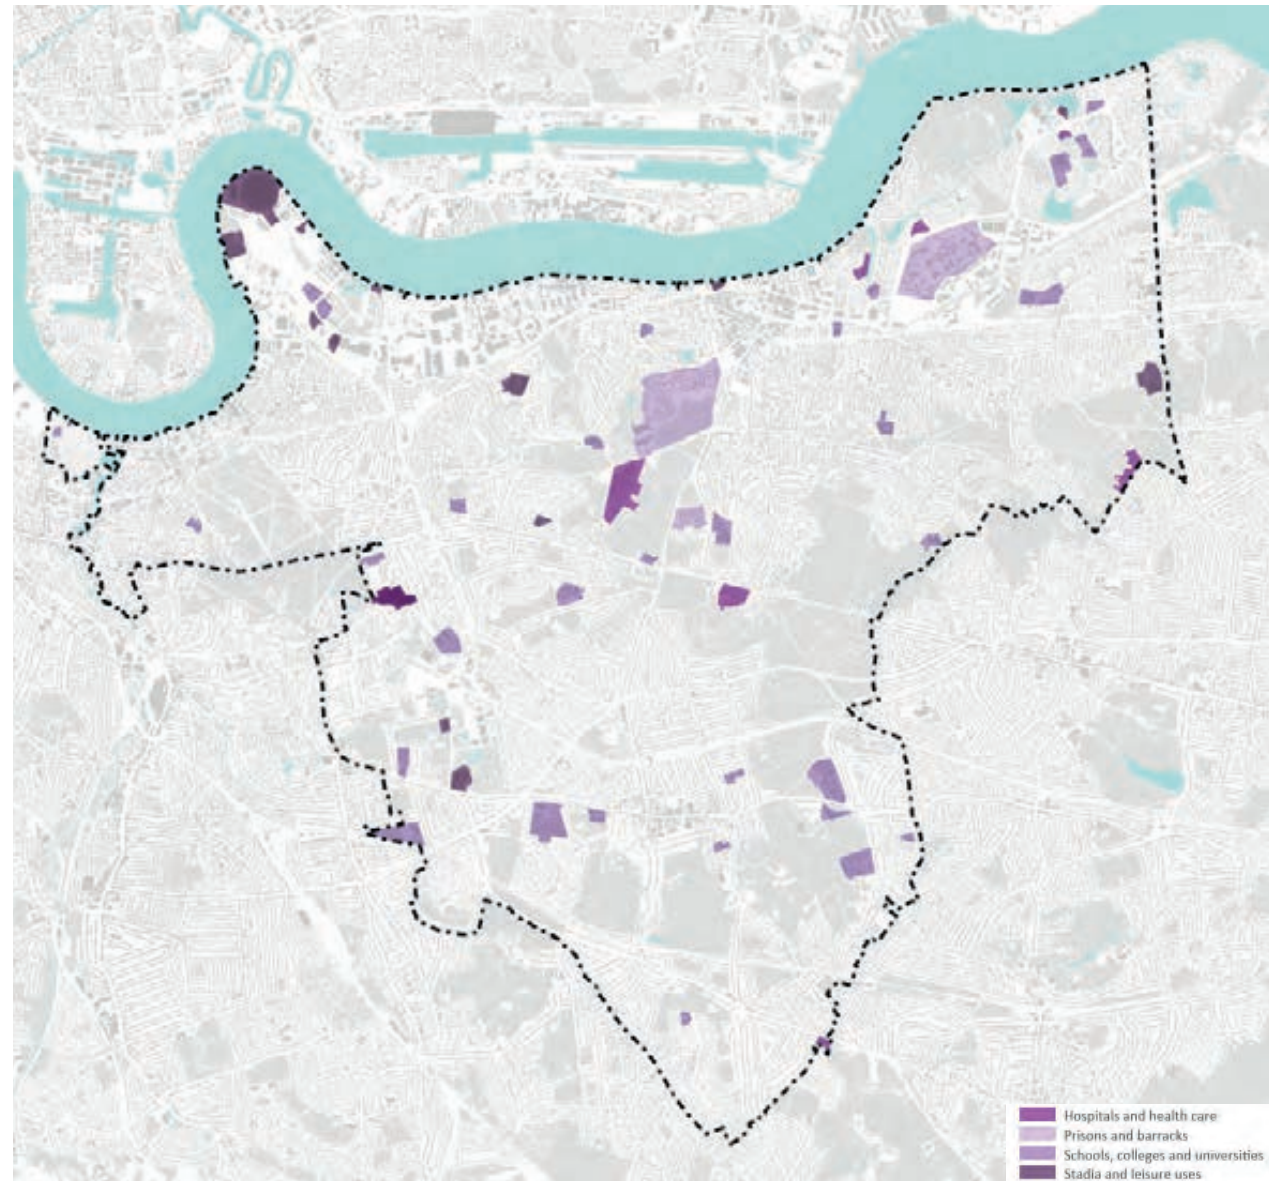 Hospitals and health care
Prisons and barracks
Schools, colleges and universities
Stadia and leisure uses